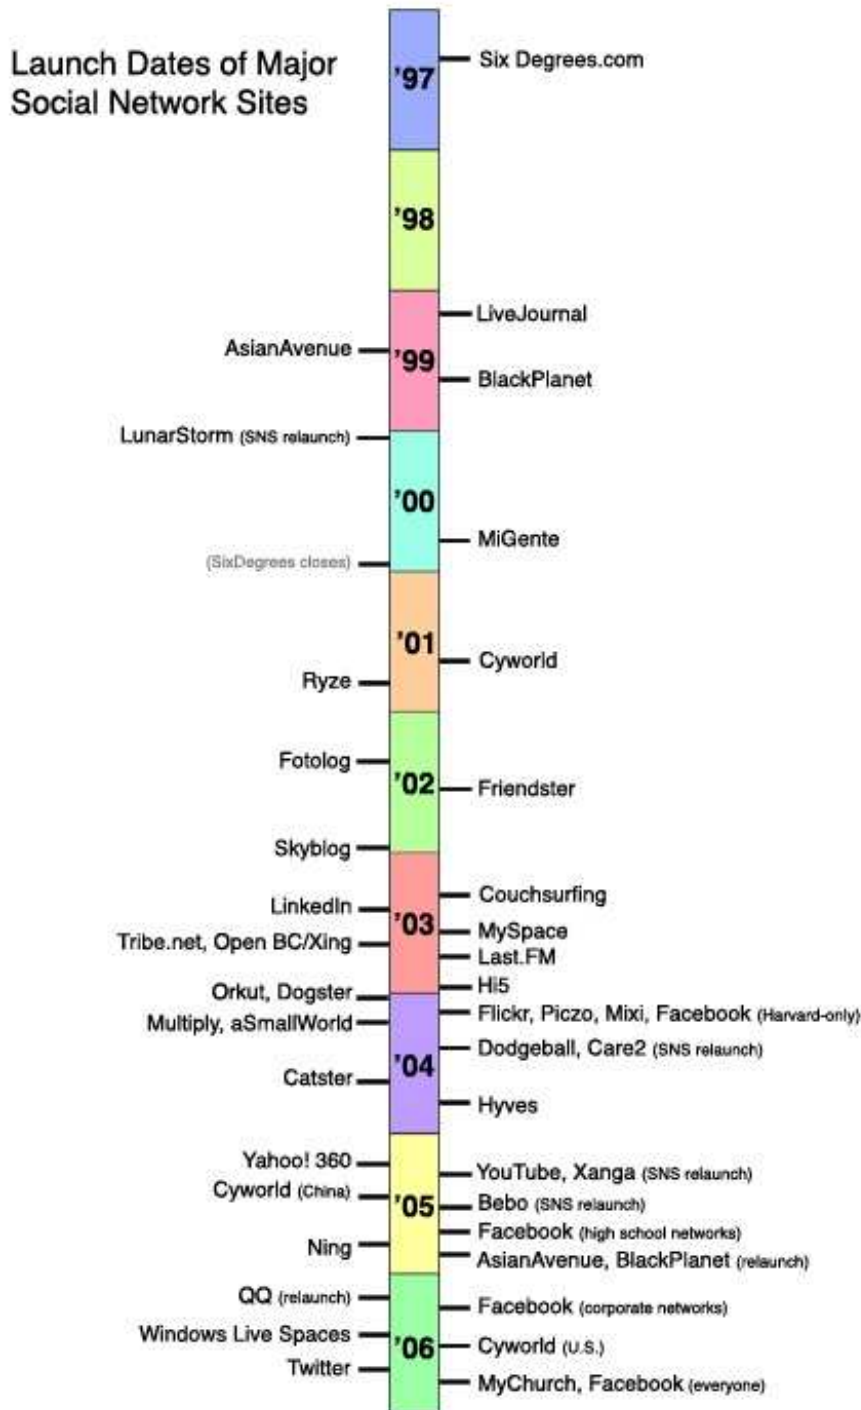 Launch Dates of Major
Social Network Sites
'97
Six Degrees.com
'98
LiveJournal
AsianAvenue
'99
BlackPlanet
LunarStorm (SNS relaunch)
'00
MiGente
(SixDegrees closes)
'01
Cyworld
Ryze
Fotolog
'02
Friendster
Skyblog
Couchsurfing
LinkedIn
'03
MySpace
Tribe.net, Open BC/Xing
Last.FM
Hi5
Orkut, Dogster
Flickr, Piczo, Mixi, Facebook (Harvard-only)
Multiply, aSmallWorld
Dodgeball, Care2 (SNS relaunch)
'04
Catster
Hyves
Yahoo! 360
YouTube, Xanga (SNS relaunch)
Cyworld (China)
'05
Bebo (SNS relaunch)
Facebook (high school networks)
Ning
AsianAvenue, BlackPlanet (relaunch)
QQ (relaunch)
Facebook (corporate networks)
Windows Live Spaces
'06
Cyworld (U.S.)
Twitter
MyChurch, Facebook (everyone)